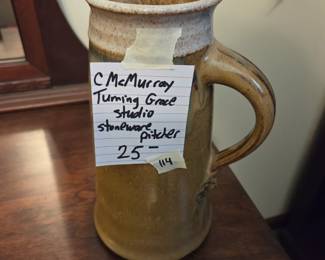 C McMurray
Turning Grace
studio
stoneware
pitcher
25 —
114